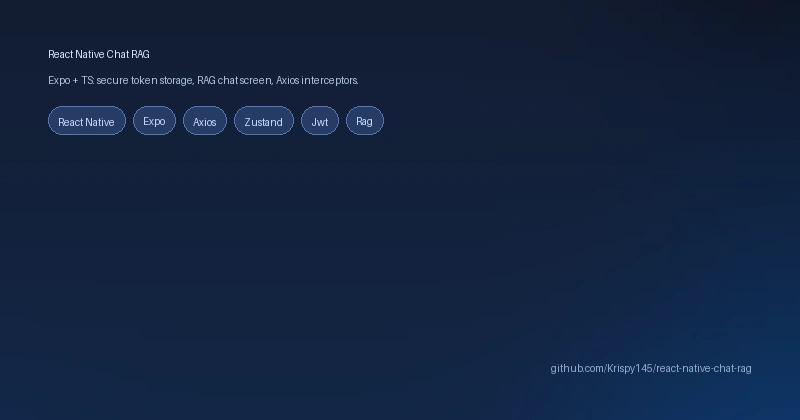 React Native Chat RAG
Expo + TS: secure token storage, RAG chat screen, Axios interceptors.
React Native Expo Axios Zustand Jwt Rag
github.com/Krispy145/react-native-chat-rag